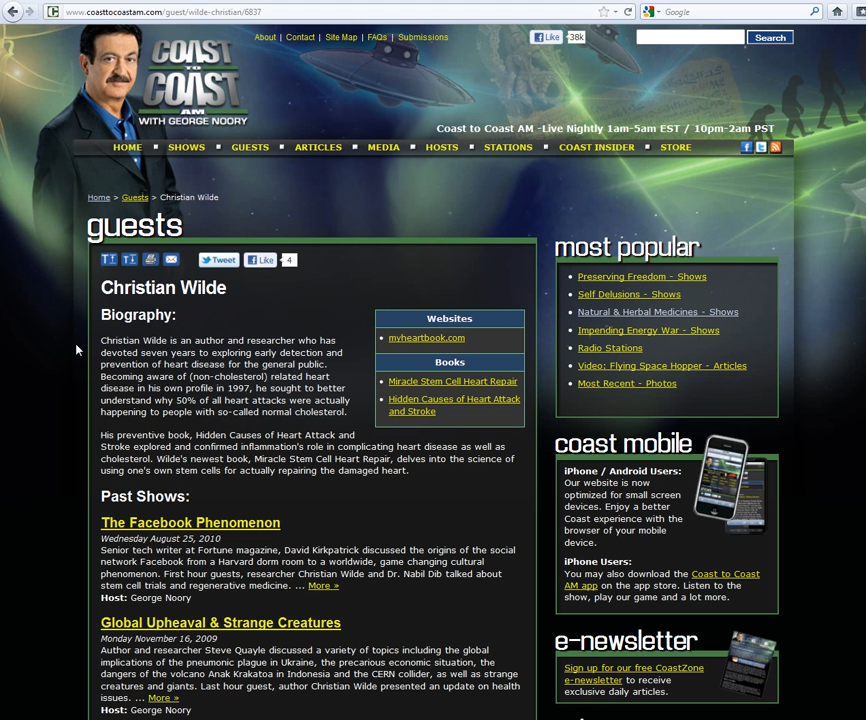 www.coasttocoastam.com/guest/wilde-christian/6837
Google
About | Contact | Site Map | FAQs | Submissions
Like 38k
Search
COAST
TO
COAST
AM
WITH GEORGE NOORY
Coast to Coast AM -Live Nightly 1am-5am EST / 10pm-2am PST
HOME SHOWS GUESTS ARTICLES MEDIA HOSTS STATIONS COAST INSIDER STORE
Home > Guests > Christian Wilde
guests
Tweet Like 4
Christian Wilde
Biography:
Christian Wilde is an author and researcher who has
devoted seven years to exploring early detection and
prevention of heart disease for the general public.
Becoming aware of (non-cholesterol) related heart
disease in his own profile in 1997, he sought to better
understand why 50% of all heart attacks were actually
happening to people with so-called normal cholesterol.
Websites
myheartbook.com
Books
Miracle Stem Cell Heart Repair
Hidden Causes of Heart Attack
and Stroke
His preventive book, Hidden Causes of Heart Attack and
Stroke explored and confirmed inflammation's role in complicating heart disease as well as
cholesterol. Wilde's newest book, Miracle Stem Cell Heart Repair, delves into the science of
using one's own stem cells for actually repairing the damaged heart.
Past Shows:
The Facebook Phenomenon
Wednesday August 25, 2010
Senior tech writer at Fortune magazine, David Kirkpatrick discussed the origins of the social
network Facebook from a Harvard dorm room to a worldwide, game changing cultural
phenomenon. First hour guests, researcher Christian Wilde and Dr. Nabil Dib talked about
stem cell trials and regenerative medicine. ... More »
Host: George Noory
Global Upheaval & Strange Creatures
Monday November 16, 2009
Author and researcher Steve Quayle discussed a variety of topics including the global
implications of the pneumonic plague in Ukraine, the precarious economic situation, the
dangers of the volcano Anak Krakatoa in Indonesia and the CERN collider, as well as strange
creatures and giants. Last hour guest, author Christian Wilde presented an update on health
issues. ... More »
Host: George Noory
most popular
Preserving Freedom - Shows
Self Delusions - Shows
Natural & Herbal Medicines - Shows
Impending Energy War - Shows
Radio Stations
Video: Flying Space Hopper - Articles
Most Recent - Photos
coast mobile
iPhone / Android Users:
Our website is now
optimized for small screen
devices. Enjoy a better
Coast experience with the
browser of your mobile
device.
iPhone Users:
You may also download the Coast to Coast
AM app on the app store. Listen to the
show, play our game and a lot more.
e-newsletter
Sign up for our free CoastZone
e-newsletter to receive
exclusive daily articles.